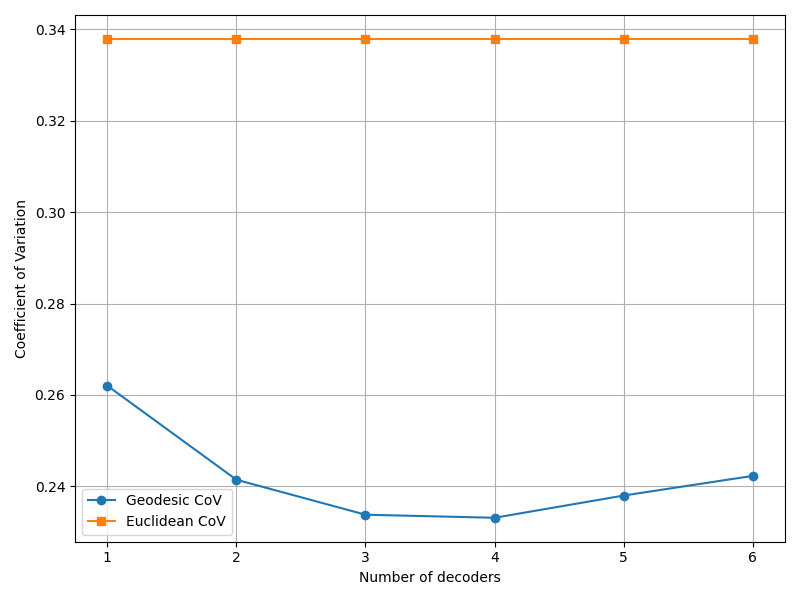 0.34
0.32
0.30
0.28
0.26
0.24
Coefficient of Variation
Geodesic CoV
Euclidean CoV
1 2 3 4 5 6
Number of decoders